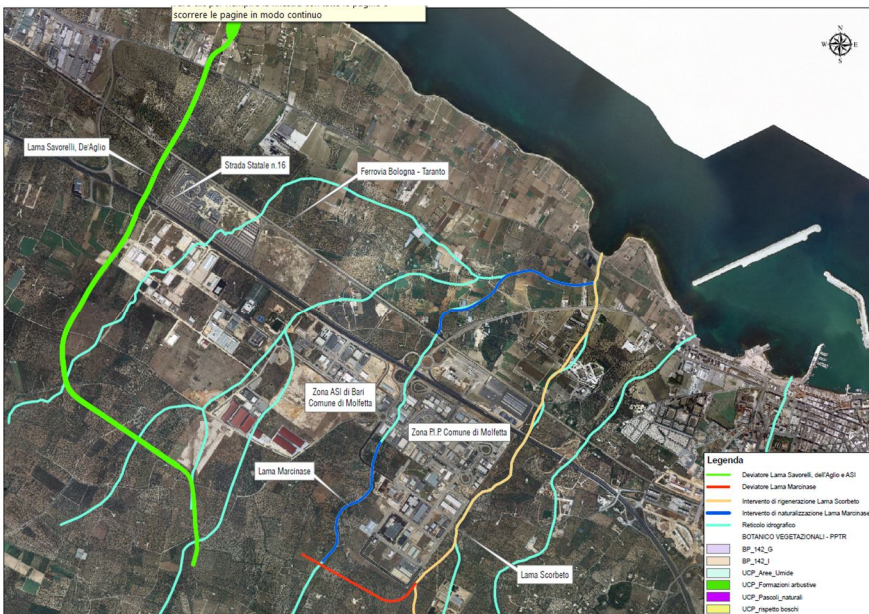 scorrere le pagine in modo continuo
N
W
E
S
Lama Savorelli, De'Aglio
Strada Statale n.16
Ferrovia Bologna - Taranto
Zona ASI di Bari
Comune di Molfetta
Zona P.I.P. Comune di Molfetta
Lama Marcinase
Lama Scorbeto
Legenda
Deviatore Lama Savorelli, dell'Aglio e ASI
Deviatore Lama Marcinase
Intervento di rigenerazione Lama Scorbeto
Intervento di naturalizzazione Lama Marcinase
Reticolo idrografico
BOTANICO VEGETAZIONALI - PPTR
BP_142_G
BP_142_I
UCP_Aree_Umide
UCP_Formazioni arbustive
UCP_Pascoli_naturali
UCP_rispetto boschi